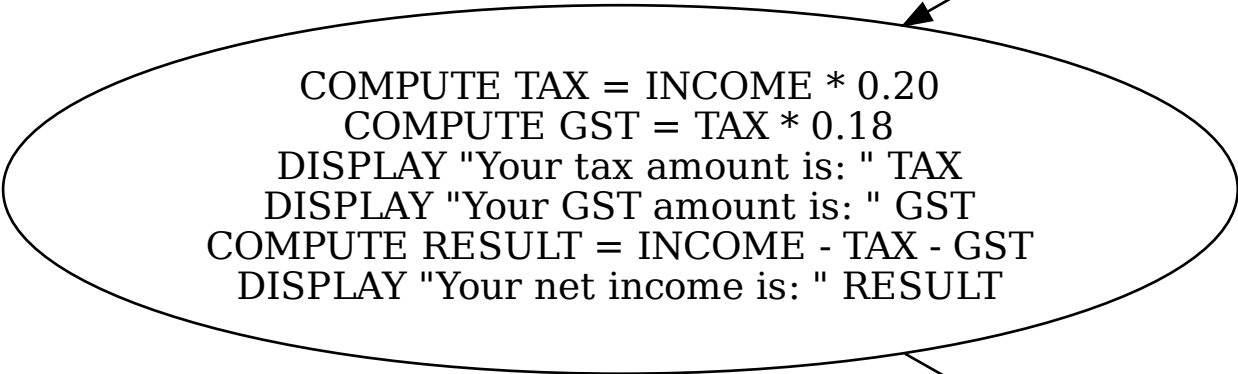 COMPUTE TAX = INCOME * 0.20
COMPUTE GST = TAX * 0.18
DISPLAY "Your tax amount is: " TAX
DISPLAY "Your GST amount is: " GST
COMPUTE RESULT = INCOME - TAX - GST
DISPLAY "Your net income is: " RESULT